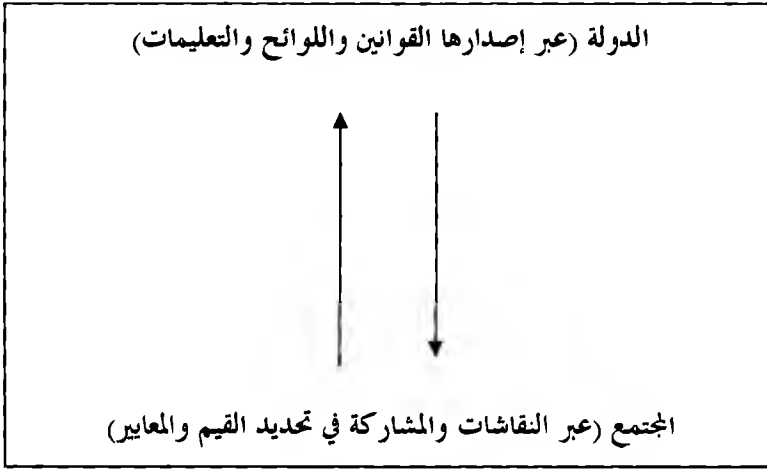 الدولة (عبر إصدارها القوانين واللوائح والتعليمات)
المجتمع (عبر النقاشات والمشاركة في تحديد القيم والمعايير)